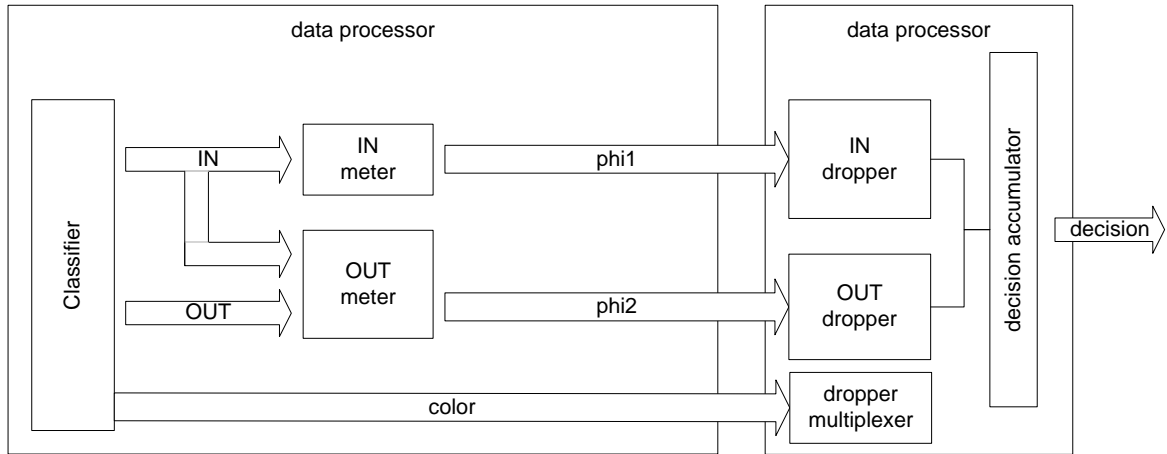 data processor
data processor
Classifier
IN
IN
meter
phi1
IN
dropper
decision accumulator
decision
OUT
OUT
meter
phi2
OUT
dropper
color
dropper
multiplexer